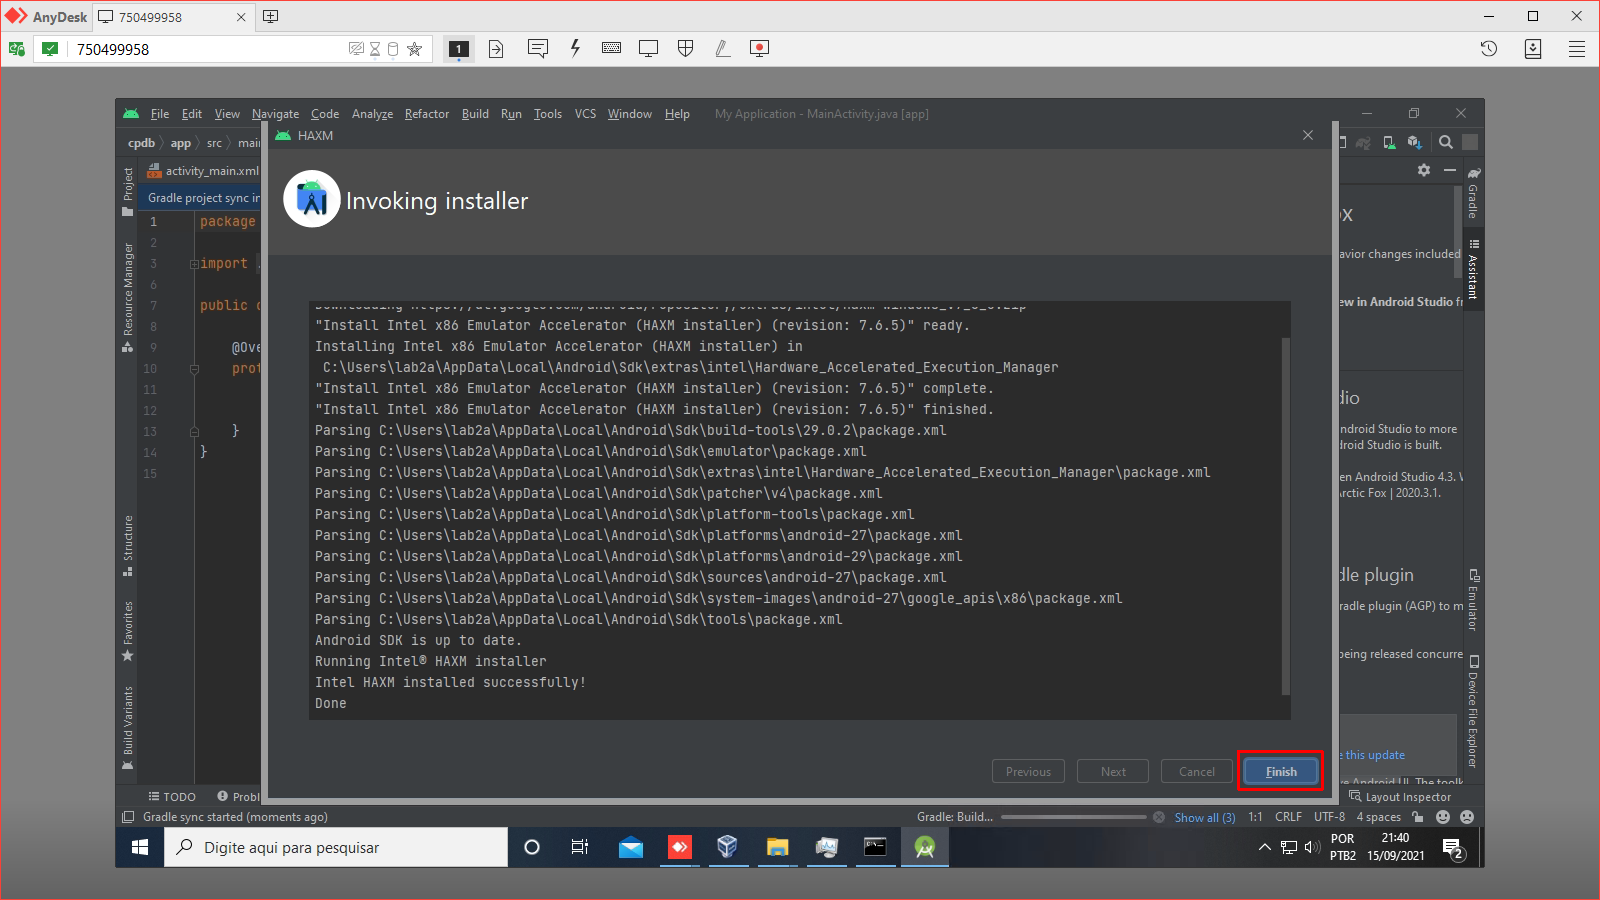 AnyDesk
750499958
750499958
1
File Edit View Navigate Code Analyze Refactor Build Run Tools VCS Window Help My Application - MainActivity.java [app]
HAXM
cpdb app src
activity_main.xml
Gradle project sync in
Invoking installer
Project
Resource Manager
Structure
Favorites
Build Variants
1 package
2
3 import
6
7 public
8
9 @Ove
10 prot
11
12
13 }
14 }
15
"Install Intel x86 Emulator Accelerator (HAXM installer) (revision: 7.6.5)" ready.
Installing Intel x86 Emulator Accelerator (HAXM installer) in
C:\Users\lab2a\AppData\Local\Android\Sdk\extras\intel\Hardware_Accelerated_Execution_Manager
"Install Intel x86 Emulator Accelerator (HAXM installer) (revision: 7.6.5)" complete.
"Install Intel x86 Emulator Accelerator (HAXM installer) (revision: 7.6.5)" finished.
Parsing C:\Users\lab2a\AppData\Local\Android\Sdk\build-tools\29.0.2\package.xml
Parsing C:\Users\lab2a\AppData\Local\Android\Sdk\emulator\package.xml
Parsing C:\Users\lab2a\AppData\Local\Android\Sdk\extras\intel\Hardware_Accelerated_Execution_Manager\package.xml
Parsing C:\Users\lab2a\AppData\Local\Android\Sdk\patcher\v4\package.xml
Parsing C:\Users\lab2a\AppData\Local\Android\Sdk\platform-tools\package.xml
Parsing C:\Users\lab2a\AppData\Local\Android\Sdk\platforms\android-27\package.xml
Parsing C:\Users\lab2a\AppData\Local\Android\Sdk\platforms\android-29\package.xml
Parsing C:\Users\lab2a\AppData\Local\Android\Sdk\sources\android-27\package.xml
Parsing C:\Users\lab2a\AppData\Local\Android\Sdk\system-images\android-27\google_apis\x86\package.xml
Parsing C:\Users\lab2a\AppData\Local\Android\Sdk\tools\package.xml
Android SDK is up to date.
Running Intel® HAXM installer
Intel HAXM installed successfully!
Done
Previous Next Cancel Finish
ox
avior changes included
ew in Android Studio fr
dio
ndroid Studio to more
droid Studio is built.
en Android Studio 4.3.
Arctic Fox | 2020.3.1.
dle plugin
radle plugin (AGP) to m
being released concurre
e this update
Gradle
Assistant
Emulator
Device File Explorer
TODO Probl
Layout Inspector
Gradle sync started (moments ago)
Gradle: Build... Show all (3) 1:1 CRLF UTF-8 4 spaces
Digite aqui para pesquisar
POR
PTB2
21:40
15/09/2021
2